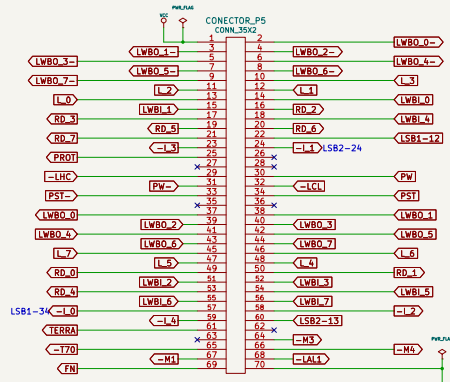 PWR_FLAG
VCC
CONECTOR_P5
CONN_35X2
1 2 LWBO_0-
LWBO_1- 3 4 LWBO_2-
LWBO_3- 5 6 LWBO_4-
LWBO_5- 7 8 LWBO_6-
LWBO_7- 9 10 L_3
L_2 11 12 L_1
L_0 13 14 LWBI_0
LWBI_1 15 16 RD_2
RD_3 17 18 LWBI_4
RD_5 19 20 RD_6
RD_7 21 22 LSB1-12
-I_3 23 24 -I_1 LSB2-24
PROT 25 26
27 28
-LHC 29 30 PW
PW- 31 32 -LCL
PST- 33 34 PST
35 36
LWBO_0 37 38 LWBO_1
LWBO_2 39 40 LWBO_3
LWBO_4 41 42 LWBO_5
LWBO_6 43 44 LWBO_7
L_7 45 46 L_6
L_5 47 48 L_4
RD_0 49 50 RD_1
LWBI_2 51 52 LWBI_3
RD_4 53 54 LWBI_5
LWBI_6 55 56 LWBI_7
LSB1-34 -I_0 57 58 -I_2
-I_4 59 60 LSB2-13
TERRA 61 62
63 64 -M3
PWR_FLA
-T70 65 66 -M4
-M1 67 68 -LAL1
FN 69 70